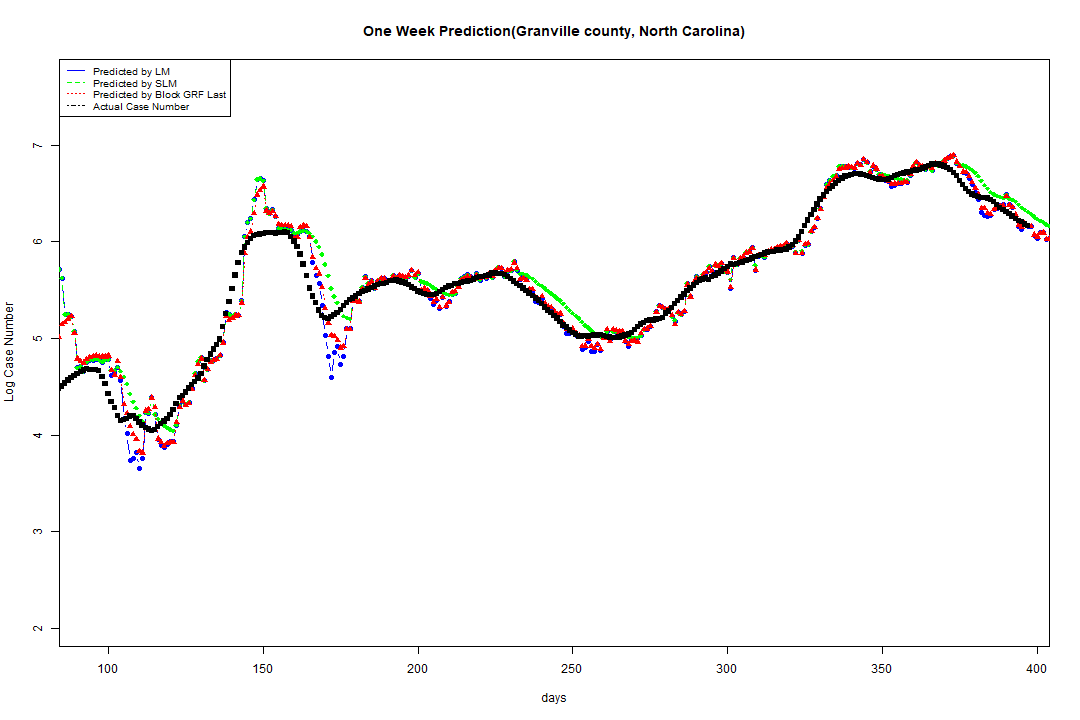 One Week Prediction(Granville county, North Carolina)
Predicted by LM
Predicted by SLM
Predicted by Block GRF Last
Actual Case Number
7
6
5
4
3
2
Log Case Number
100 150 200 250 300 350 400
days